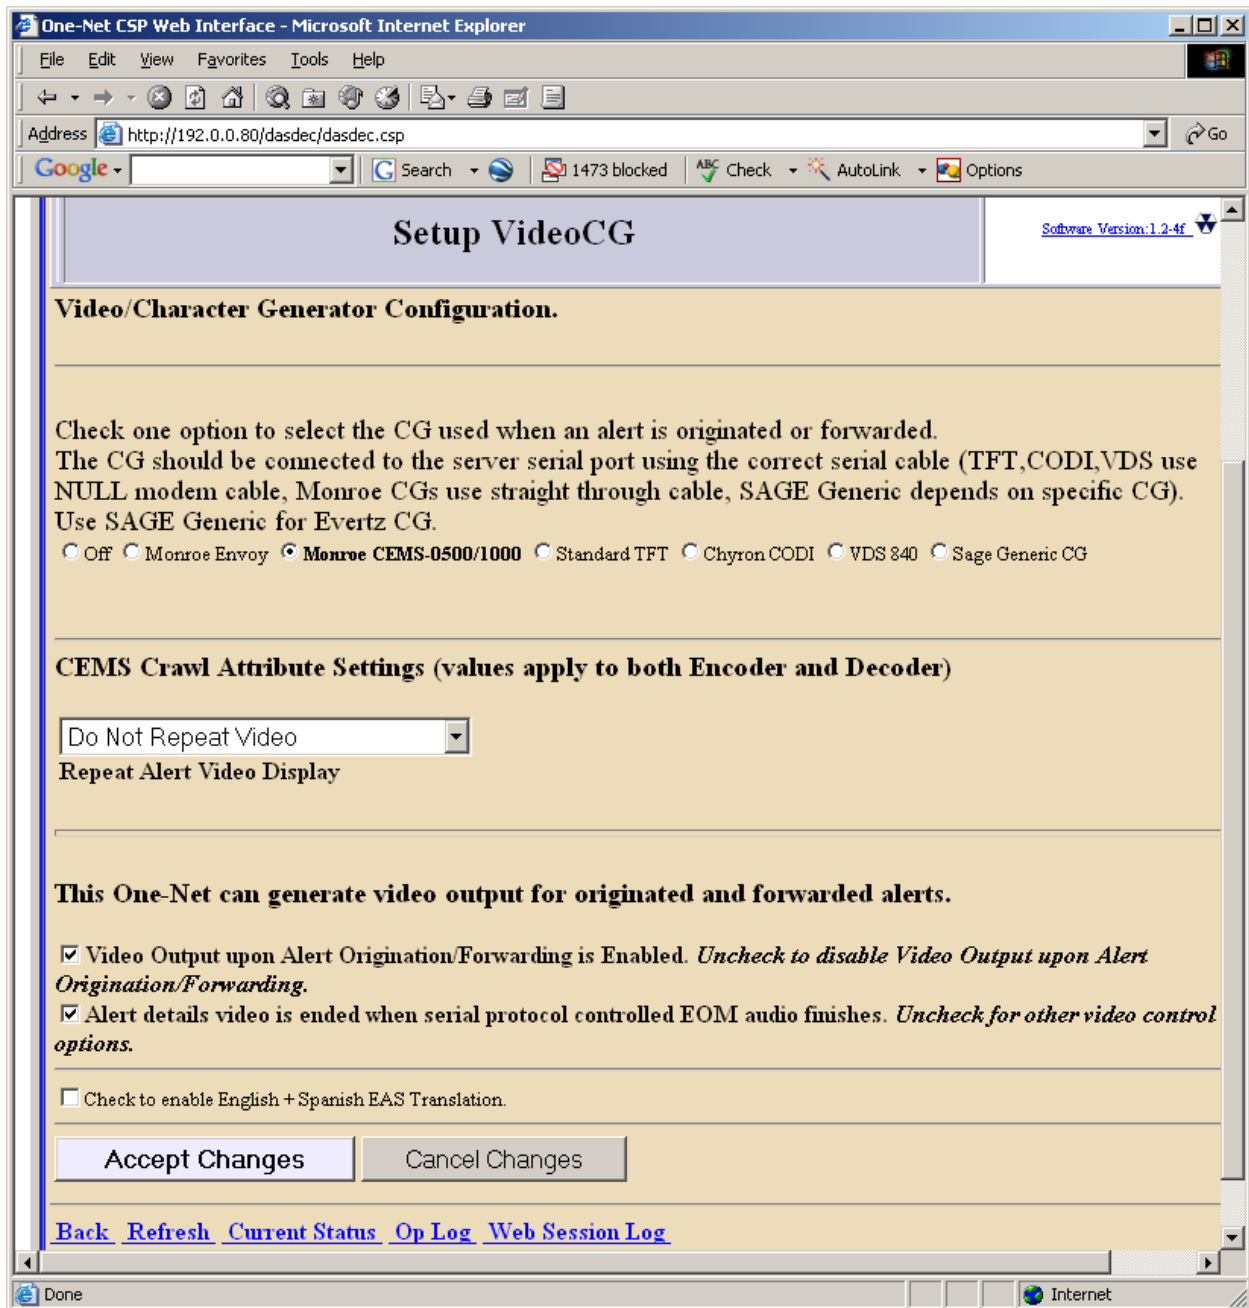 One-Net CSP Web Interface - Microsoft Internet Explorer
File Edit View Favorites Tools Help
Address http://192.0.0.80/dasdec/dasdec.csp Go
Google Search 1473 blocked ABC Check AutoLink Options
Setup VideoCG
Software Version:1.2-4f
Video/Character Generator Configuration.
Check one option to select the CG used when an alert is originated or forwarded.
The CG should be connected to the server serial port using the correct serial cable (TFT,CODI,VDS use
NULL modem cable, Monroe CGs use straight through cable, SAGE Generic depends on specific CG).
Use SAGE Generic for Evertz CG.
Off Monroe Envoy Monroe CEMS-0500/1000 Standard TFT Chyron CODI VDS 840 Sage Generic CG
CEMS Crawl Attribute Settings (values apply to both Encoder and Decoder)
Do Not Repeat Video
Repeat Alert Video Display
This One-Net can generate video output for originated and forwarded alerts.
Video Output upon Alert Origination/Forwarding is Enabled. Uncheck to disable Video Output upon Alert
Origination/Forwarding.
Alert details video is ended when serial protocol controlled EOM audio finishes. Uncheck for other video control
options.
Check to enable English + Spanish EAS Translation.
Accept Changes Cancel Changes
Back Refresh Current Status Op Log Web Session Log
Done Internet